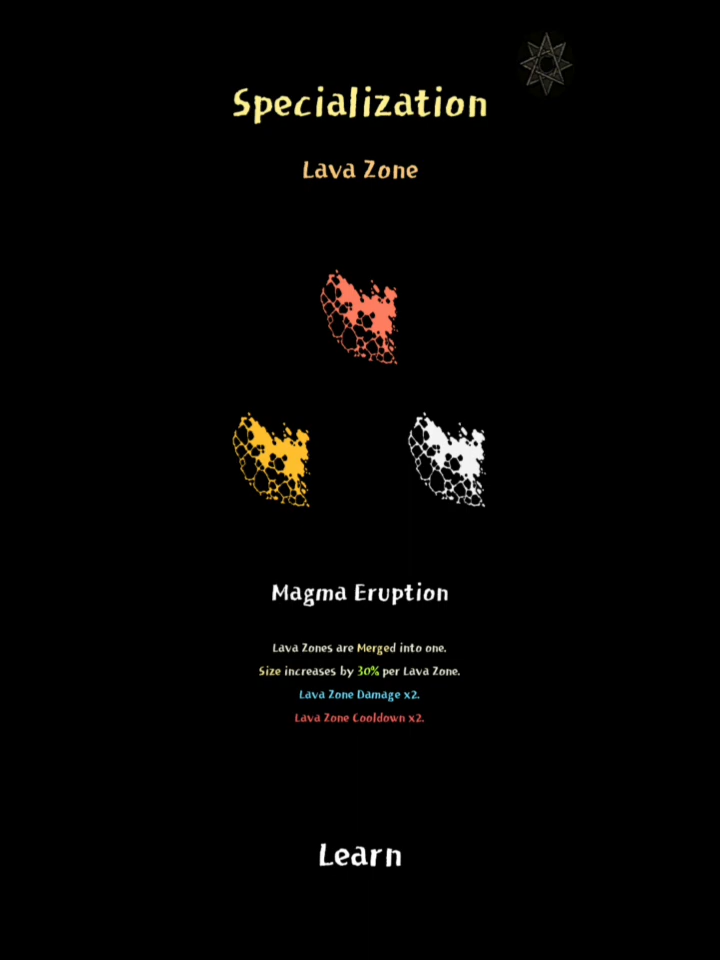 Specialization
Lava Zone
Magma Eruption
Lava Zones are Merged into one.
Size increases by 30% per Lava Zone.
Lava Zone Damage x2.
Lava Zone Cooldown x2.
Learn